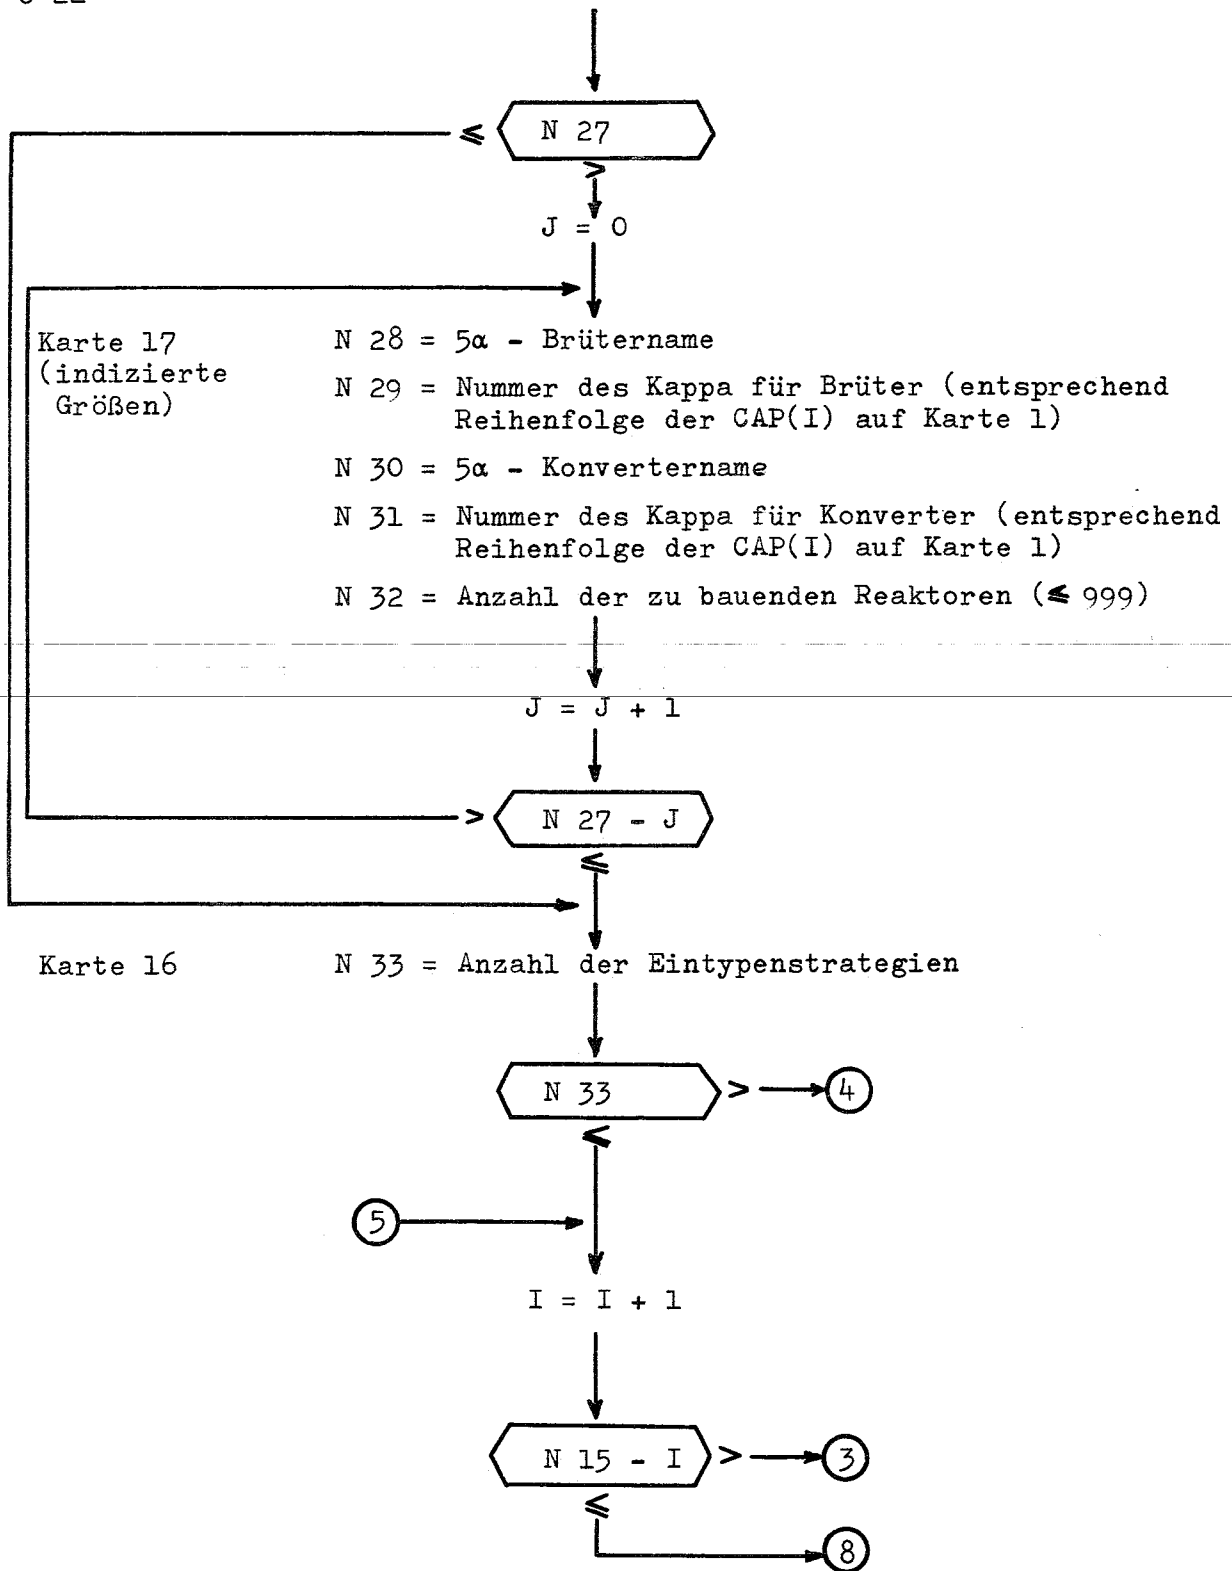 ≤ N 27
>
J = 0
Karte 17
(indizierte
Größen)
N 28 = 5α - Brütername
N 29 = Nummer des Kappa für Brüter (entsprechend
Reihenfolge der CAP(I) auf Karte 1)
N 30 = 5α - Konvertername
N 31 = Nummer des Kappa für Konverter (entsprechend
Reihenfolge der CAP(I) auf Karte 1)
N 32 = Anzahl der zu bauenden Reaktoren (≤ 999)
J = J + 1
> N 27 - J
≤
Karte 16 N 33 = Anzahl der Eintypenstrategien
N 33 > 4
≤
5
I = I + 1
N 15 - I > 3
≤
8